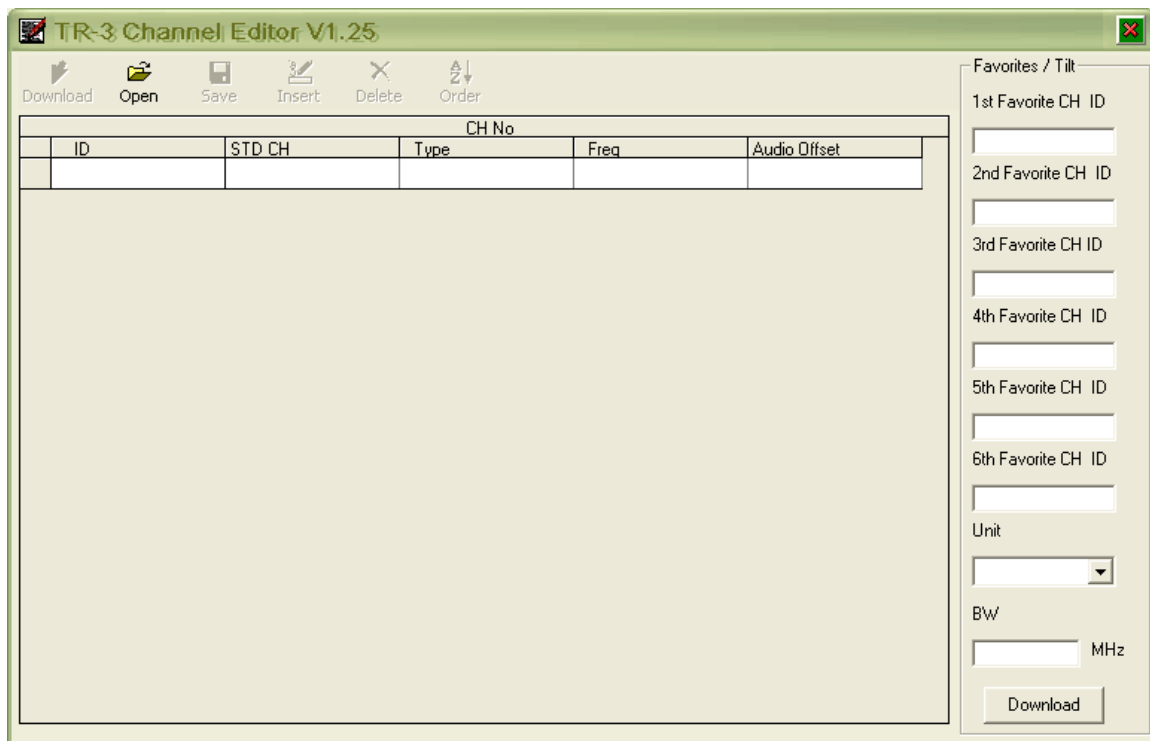 TR-3 Channel Editor V1.25
Download Open Save Insert Delete Order
CH No
ID STD CH Type Freq Audio Offset
Favorites / Tilt
1st Favorite CH ID
2nd Favorite CH ID
3rd Favorite CH ID
4th Favorite CH ID
5th Favorite CH ID
6th Favorite CH ID
Unit
BW
MHz
Download